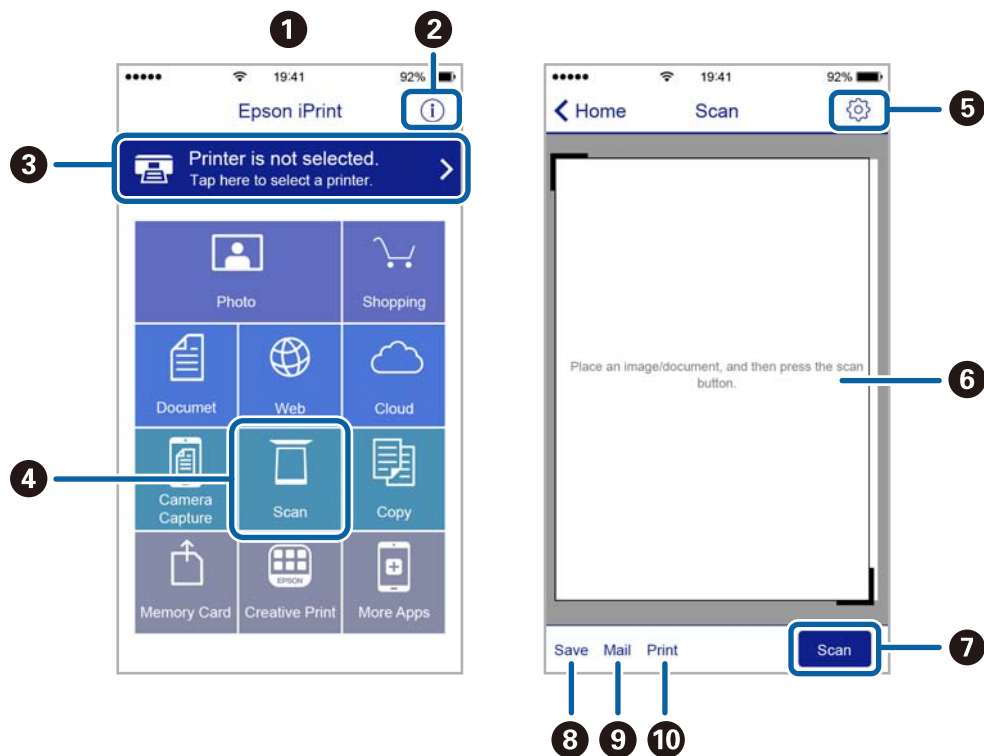 1
2
19:41
92%
Epson iPrint
i
3
Printer is not selected.
Tap here to select a printer.
Photo
Shopping
Documet
Web
Cloud
4
Camera
Capture
Scan
Copy
EPSON
Memory Card
Creative Print
More Apps
19:41
92%
Home
Scan
5
Place an image/document, and then press the scan
button.
6
Save
Mail
Print
Scan
7
8
9
10